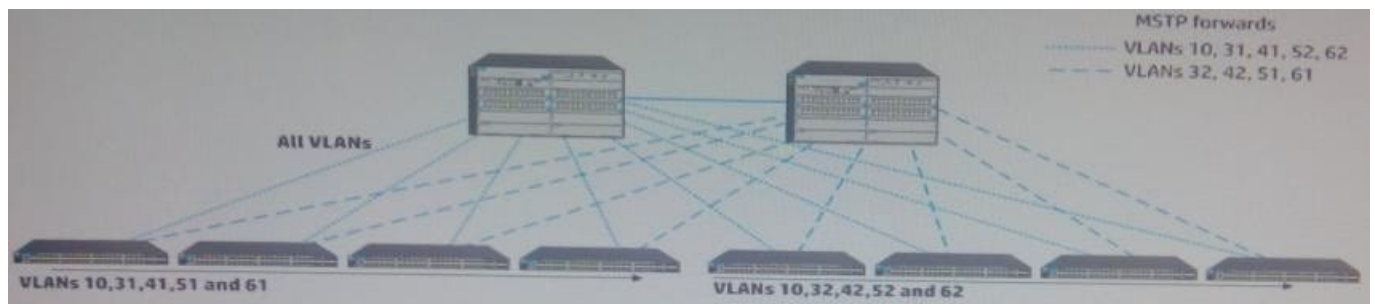 MSTP forwards
VLANs 10, 31, 41, 52, 62
VLANs 32, 42, 51, 61
All VLANs
VLANs 10,31,41,51 and 61
VLANs 10,32,42,52 and 62